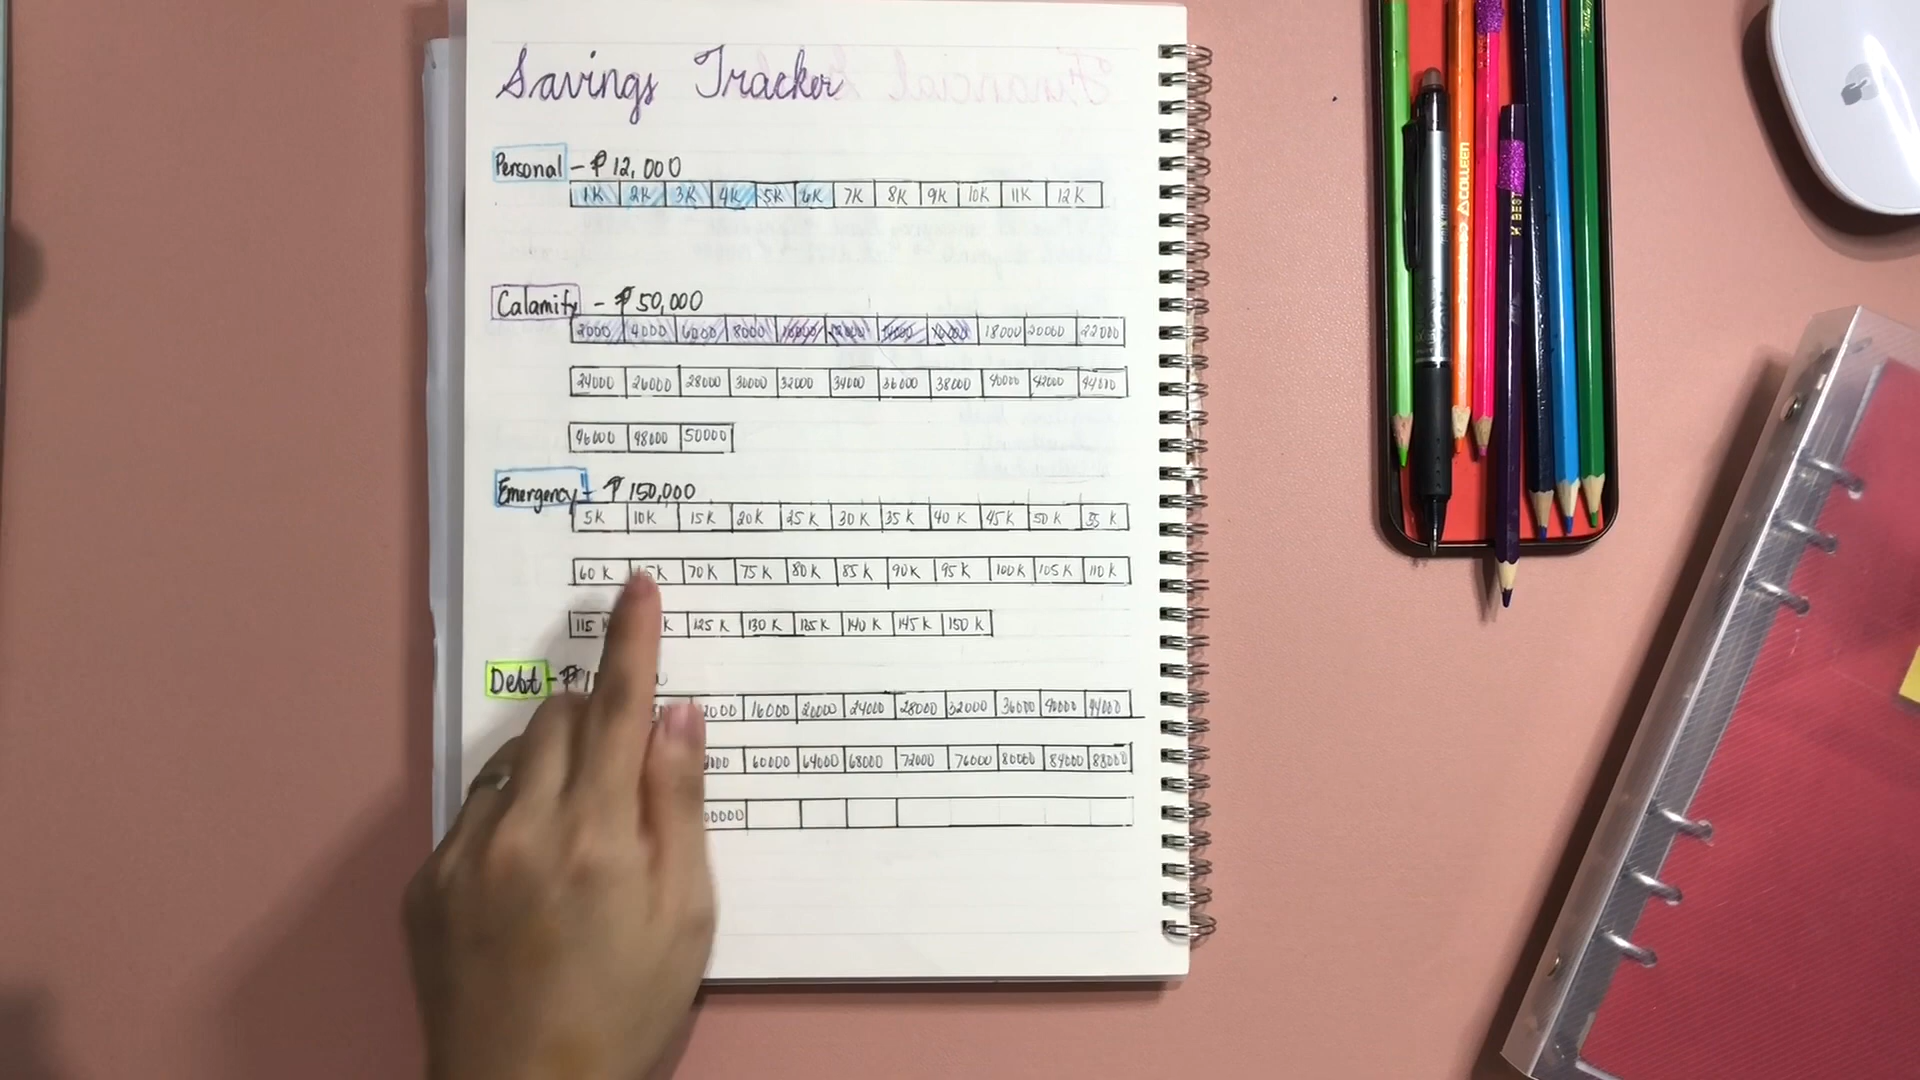 Savings Tracker
Personal - ₱ 12,000
1K 2K 3K 4K 5K 6K 7K 8K 9K 10K 11K 12K
Calamity - ₱ 50,000
2000 4000 6000 8000 10000 12000 14000 16000 18000 20000 22000
24000 26000 28000 30000 32000 34000 36000 38000 40000 42000 44000
46000 48000 50000
Emergency - ₱ 150,000
5K 10K 15K 20K 25K 30K 35K 40K 45K 50K 55K
60K 70K 75K 80K 85K 90K 95K 100K 105K 110K
115 K 125K 130K 135K 140K 145K 150K
Debt - ₱
16000 20000 24000 28000 32000 36000 40000 44000
60000 64000 68000 72000 76000 80000 84000 88000
COLLEEN